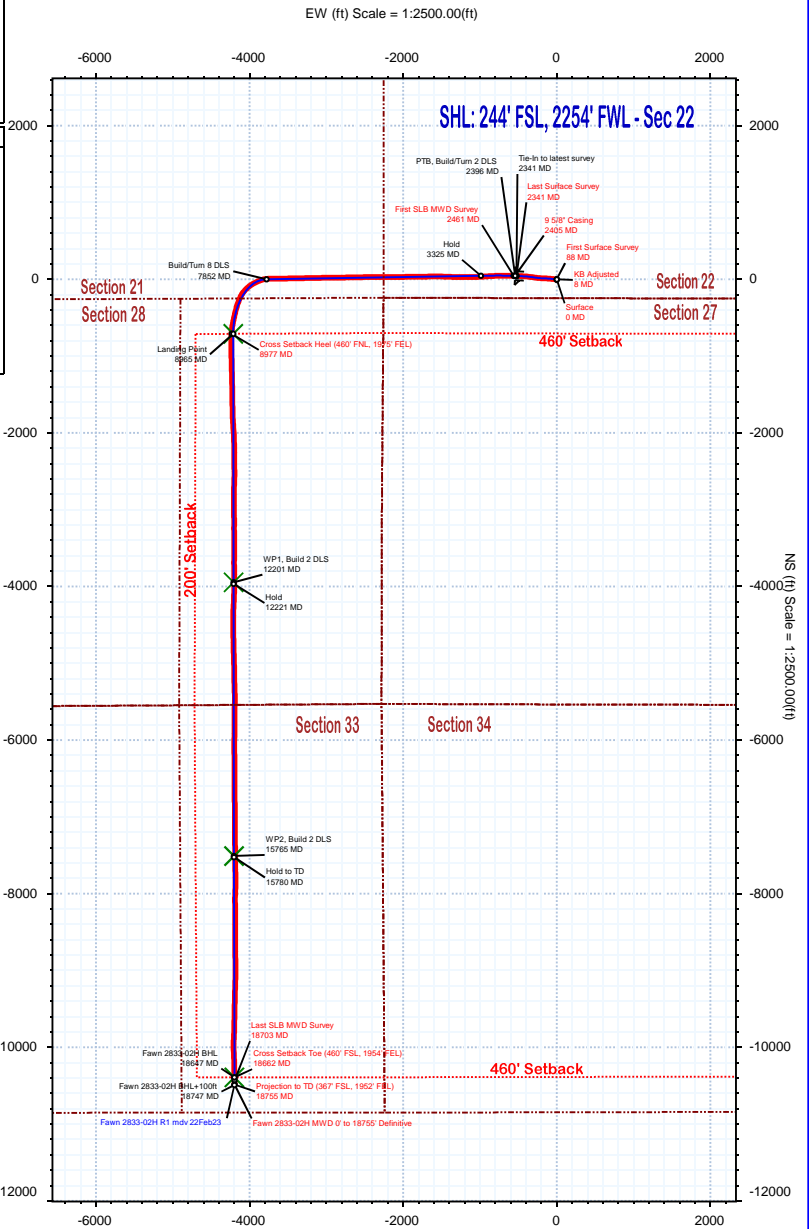 EW (ft) Scale = 1:2500.00(ft)
-6000
-4000
-2000
0
2000
2000
2000
SHL: 244' FSL, 2254' FWL - Sec 22
PTB, Build/Turn 2 DLS
2396 MD
Tie-In to latest survey
2341 MD
Last Surface Survey
2341 MD
First SLB MWD Survey
2461 MD
9 5/8" Casing
2405 MD
Hold
3325 MD
First Surface Survey
88 MD
Build/Turn 8 DLS
7852 MD
KB Adjusted
8 MD
0
0
Section 21
Section 22
Surface
0 MD
Section 28
Section 27
460' Setback
Landing Point
8965 MD
Cross Setback Heel (460' FNL, 1975' FEL)
8977 MD
-2000
-2000
200' Setback
WP1, Build 2 DLS
12201 MD
Hold
12221 MD
-4000
-4000
NS (ft) Scale = 1:2500.00(ft)
Section 33
Section 34
-6000
-6000
WP2, Build 2 DLS
15765 MD
Hold to TD
15780 MD
-8000
-8000
Last SLB MWD Survey
18703 MD
-10000
-10000
Fawn 2833-02H BHL
18647 MD
Cross Setback Toe (460' FSL, 1954' FEL)
18662 MD
460' Setback
Fawn 2833-02H BHL+100ft
18747 MD
Projection to TD (367' FSL, 1952' FEL)
18755 MD
Fawn 2833-02H R1 mdv 22Feb23
Fawn 2833-02H MWD 0' to 18755' Definitive
12000
-12000
-6000
-4000
-2000
0
2000